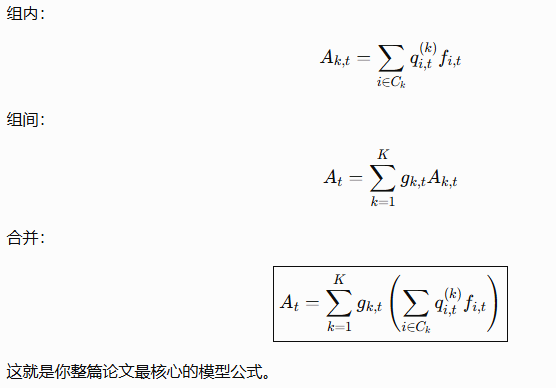 组内：
A_{k,t} = \sum_{i \in C_k} q_{i,t}^{(k)} f_{i,t}
组间：
A_t = \sum_{k=1}^{K} g_{k,t} A_{k,t}
合并：
A_t = \sum_{k=1}^{K} g_{k,t} \left( \sum_{i \in C_k} q_{i,t}^{(k)} f_{i,t} \right)
这就是你整篇论文最核心的模型公式。